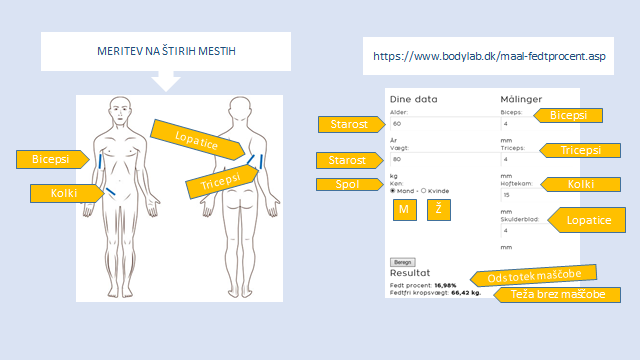 MERITEV NA ŠTIRIH MESTIH
https://www.bodylab.dk/maal-fedtprocent.asp
Bicepsi
Kolki
Lopatice
Tricepsi
Starost
Starost
Spol
Dine data
Alder:
60
År
Vægt:
80
kg
Køn:
Mand - Kvinde
M
Ž
Beregn
Resultat
Fedt procent: 16,98%
Fedtfri kropsvægt: 66,42 kg.
Målinger
Biceps:
4
mm
Triceps:
4
mm
Hoftekam:
15
mm
Skulderblad:
4
mm
Bicepsi
Tricepsi
Kolki
Lopatice
Odstotek maščobe
Teža brez maščobe